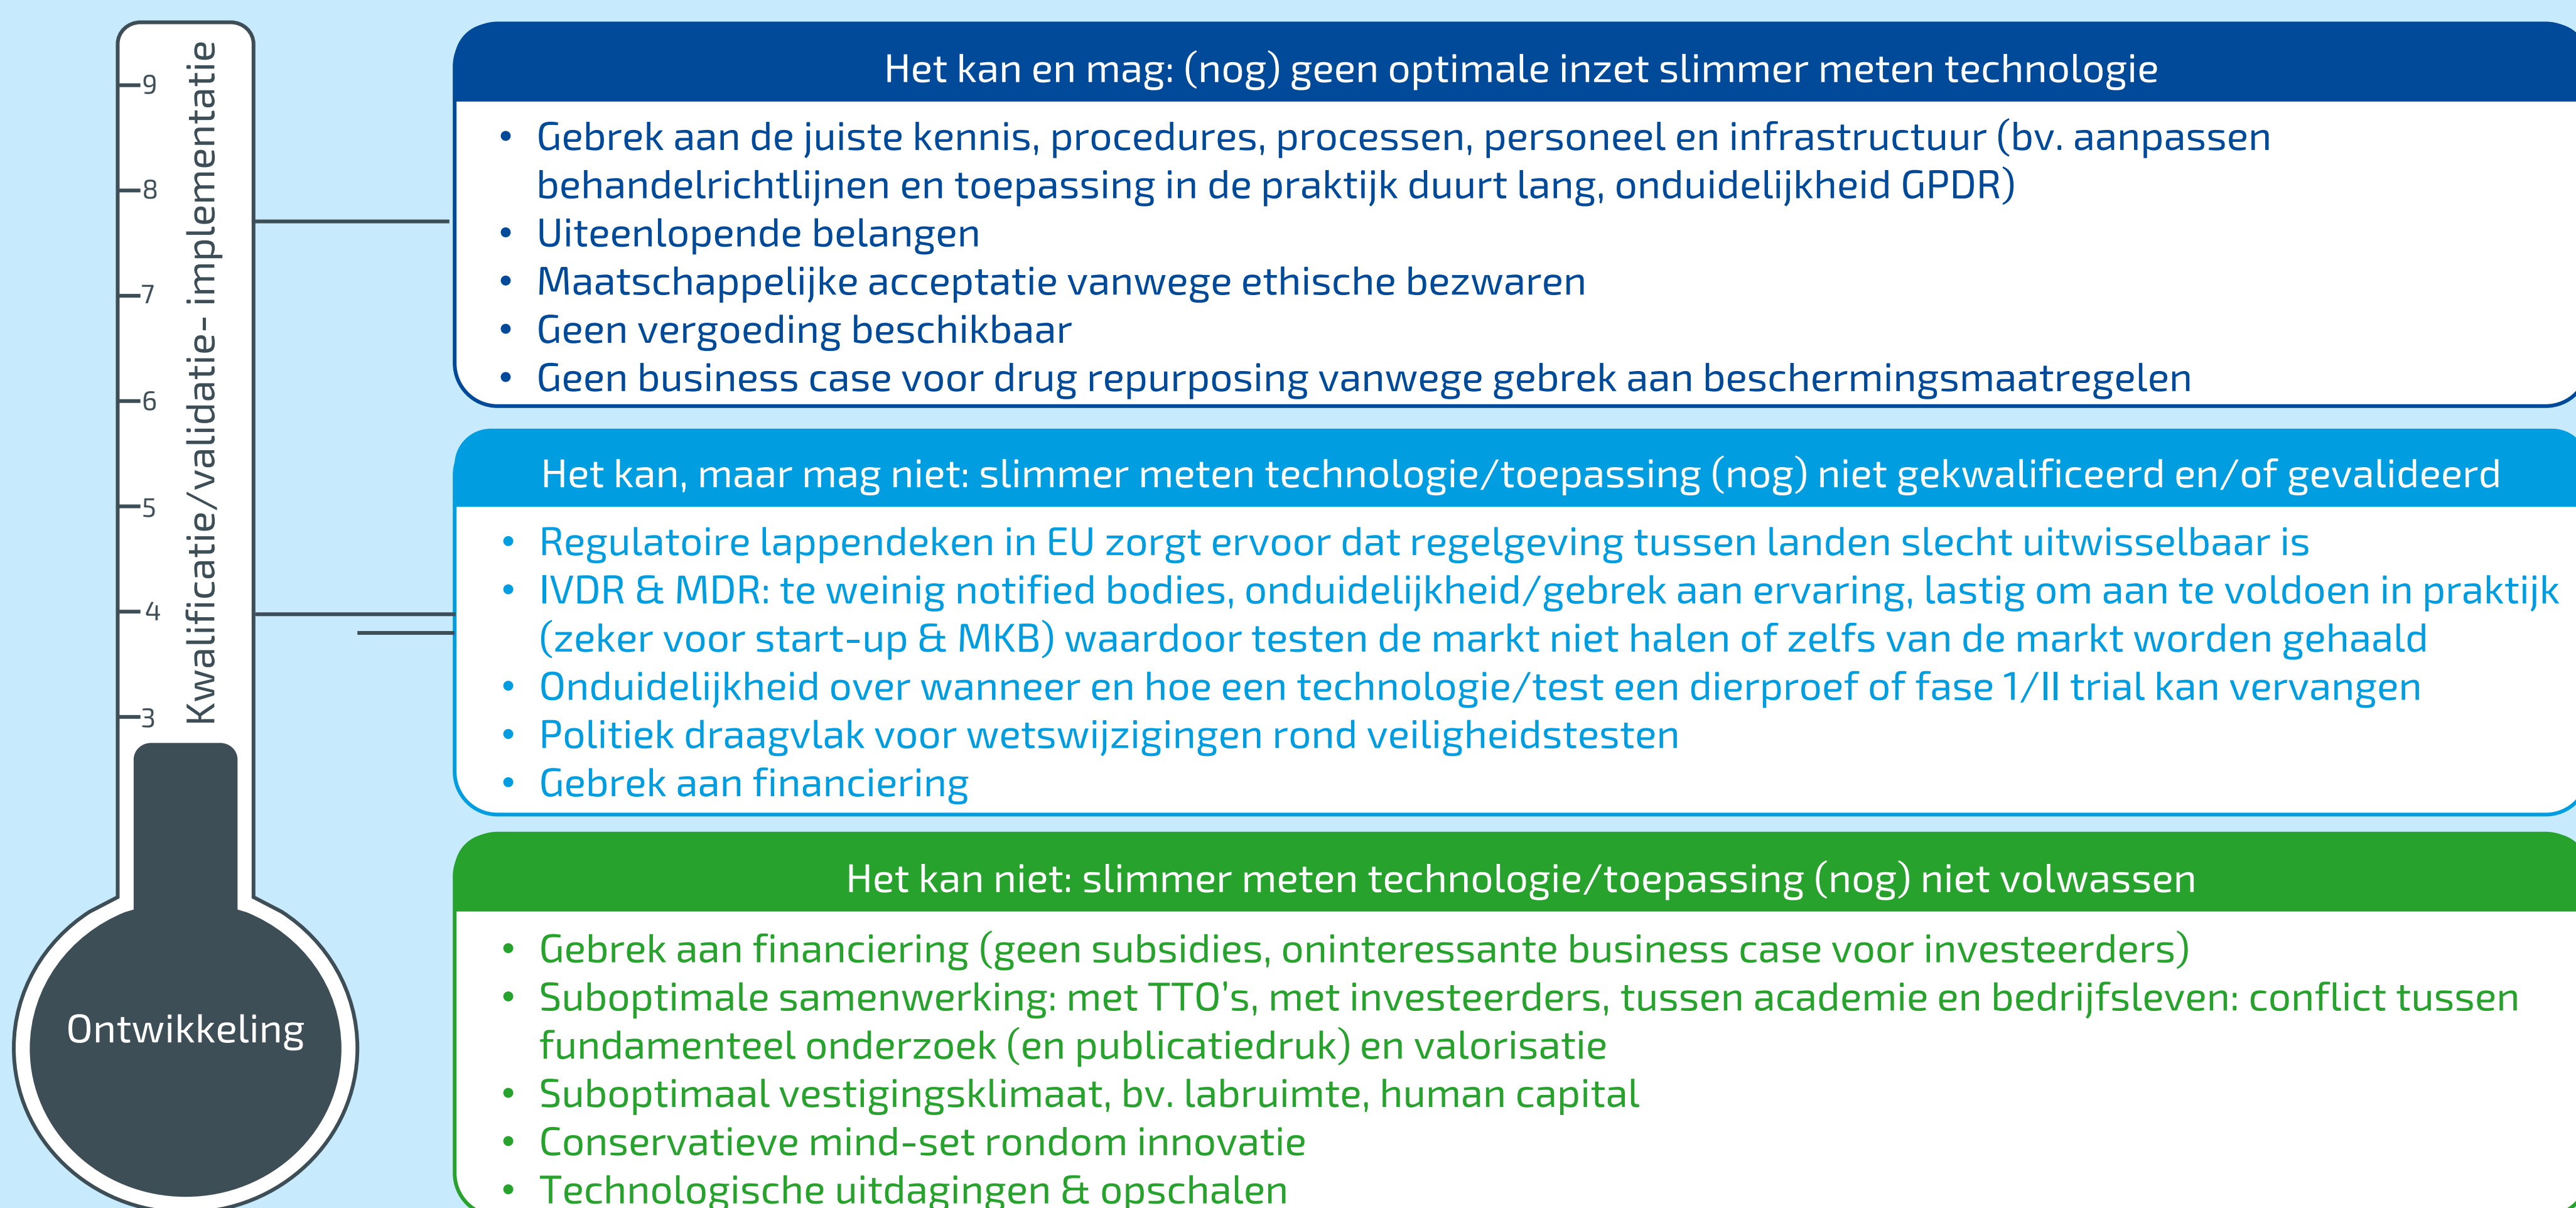 9
8
7
6
5
4
3
Kwalificatie/validatie- implementatie
Ontwikkeling
Het kan en mag: (nog) geen optimale inzet slimmer meten technologie
• Gebrek aan de juiste kennis, procedures, processen, personeel en infrastructuur (bv. aanpassen
behandelrichtlijnen en toepassing in de praktijk duurt lang, onduidelijkheid GPDR)
• Uiteenlopende belangen
• Maatschappelijke acceptatie vanwege ethische bezwaren
• Geen vergoeding beschikbaar
• Geen business case voor drug repurposing vanwege gebrek aan beschermingsmaatregelen
Het kan, maar mag niet: slimmer meten technologie/toepassing (nog) niet gekwalificeerd en/of gevalideerd
• Regulatoire lappendeken in EU zorgt ervoor dat regelgeving tussen landen slecht uitwisselbaar is
• IVDR & MDR: te weinig notified bodies, onduidelijkheid/gebrek aan ervaring, lastig om aan te voldoen in praktijk
(zeker voor start-up & MKB) waardoor testen de markt niet halen of zelfs van de markt worden gehaald
• Onduidelijkheid over wanneer en hoe een technologie/test een dierproef of fase 1/II trial kan vervangen
• Politiek draagvlak voor wetswijzigingen rond veiligheidstesten
• Gebrek aan financiering
Het kan niet: slimmer meten technologie/toepassing (nog) niet volwassen
• Gebrek aan financiering (geen subsidies, oninteressante business case voor investeerders)
• Suboptimale samenwerking: met TTO's, met investeerders, tussen academie en bedrijfsleven: conflict tussen
fundamenteel onderzoek (en publicatiedruk) en valorisatie
• Suboptimaal vestigingsklimaat, bv. labruimte, human capital
• Conservatieve mind-set rondom innovatie
• Technologische uitdagingen & opschalen